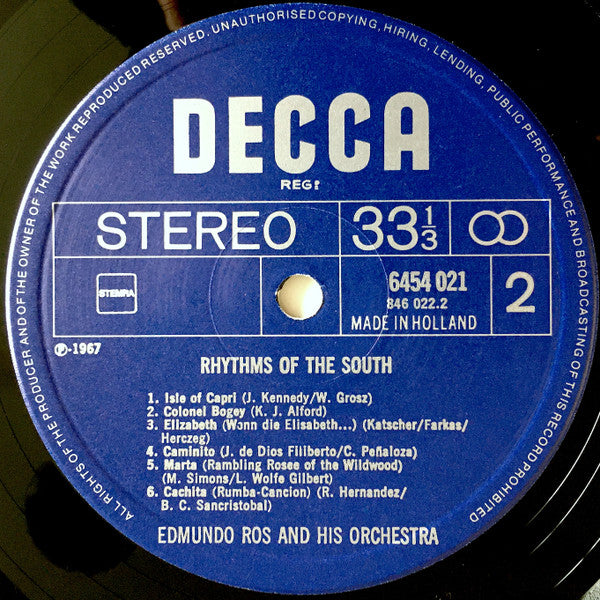 ALL RIGHTS OF THE PRODUCER AND OF THE OWNER OF THE WORK REPRODUCED RESERVED. UNAUTHORISED COPYING, HIRING, LENDING, PUBLIC PERFORMANCE AND BROADCASTING OF THIS RECORD PROHIBITED
DECCA
REGᴰ
STEREO 33⅓
STEMRA 6454 021 2
846 022.2
MADE IN HOLLAND
℗-1967
RHYTHMS OF THE SOUTH
1. Isle of Capri (J. Kennedy/W. Grosz)
2. Colonel Bogey (K. J. Alford)
3. Elizabeth (Wənn die Elisabeth...) (Katscher/Farkas/
Herczeg)
4. Caminito (J. de Dios Filiberto/C. Peñaloza)
5. Marta (Rambling Rosee of the Wildwood)
(M. Simons/L. Wolfe Gilbert)
6. Cachita (Rumba-Cancion) (R. Hernandez/
B. C. Sancristobal)
EDMUNDO ROS AND HIS ORCHESTRA